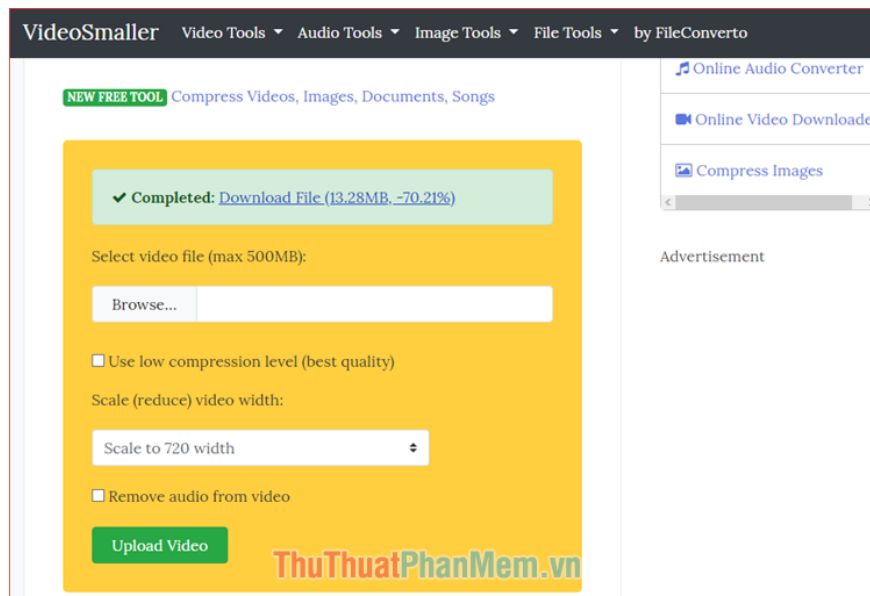 VideoSmaller Video Tools Audio Tools Image Tools File Tools by FileConverto
NEW FREE TOOL Compress Videos, Images, Documents, Songs
Completed: Download File (13.28MB, -70.21%)
Select video file (max 500MB):
Browse...
Use low compression level (best quality)
Scale (reduce) video width:
Scale to 720 width
Remove audio from video
Upload Video
Online Audio Converter
Online Video Downloade
Compress Images
Advertisement
ThuThuatPhanMem.vn